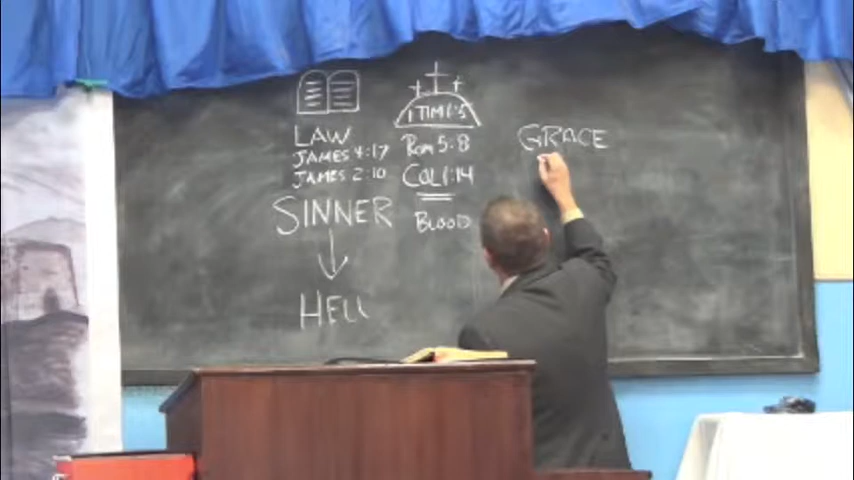 LAW
JAMES 4:17
JAMES 2:10
SINNER
HELL
1 TIM 1:5
ROM 5:8
COL 1:14
BLOOD
GRACE